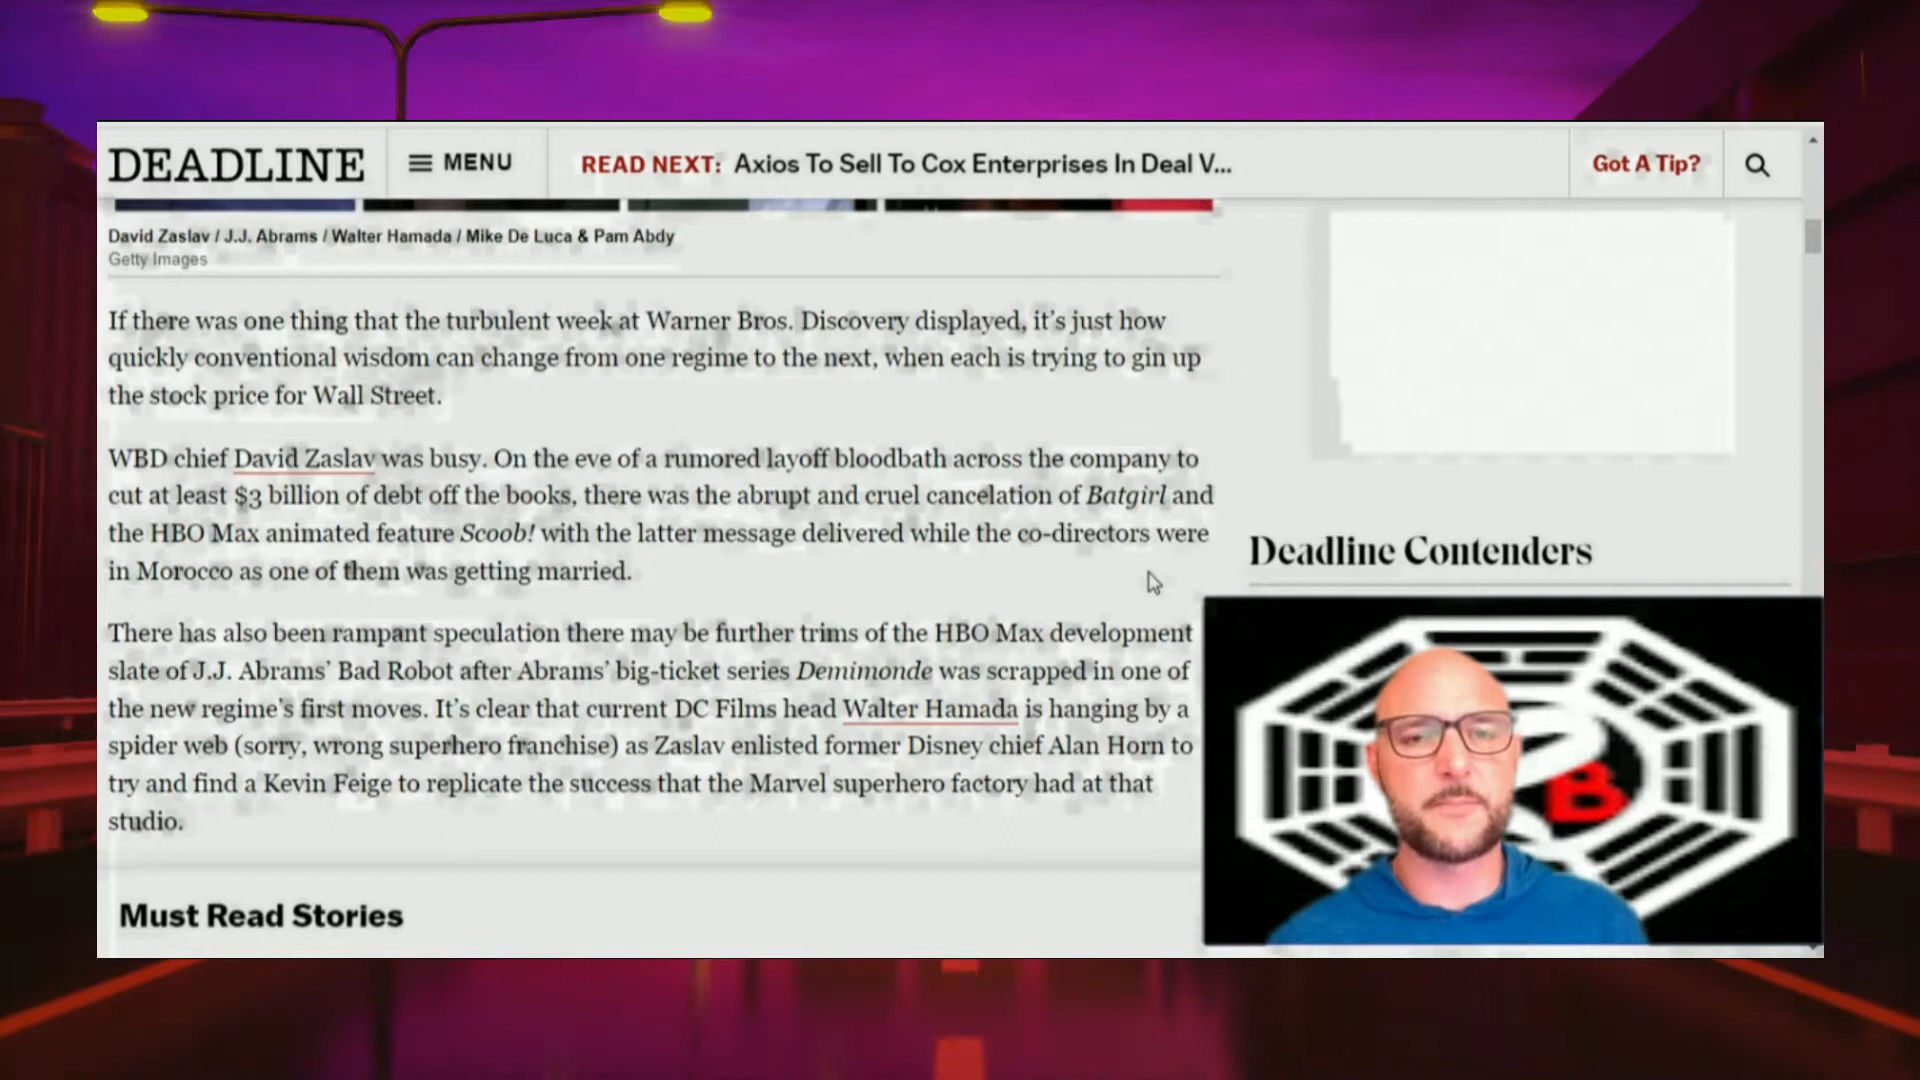 DEADLINE
MENU
READ NEXT: Axios To Sell To Cox Enterprises In Deal V...
Got A Tip?
David Zaslav / J.J. Abrams / Walter Hamada / Mike De Luca & Pam Abdy
Getty Images
If there was one thing that the turbulent week at Warner Bros. Discovery displayed, it's just how
quickly conventional wisdom can change from one regime to the next, when each is trying to gin up
the stock price for Wall Street.
WBD chief David Zaslav was busy. On the eve of a rumored layoff bloodbath across the company to
cut at least $3 billion of debt off the books, there was the abrupt and cruel cancelation of Batgirl and
the HBO Max animated feature Scoob! with the latter message delivered while the co-directors were
in Morocco as one of them was getting married.
There has also been rampant speculation there may be further trims of the HBO Max development
slate of J.J. Abrams' Bad Robot after Abrams' big-ticket series Demimonde was scrapped in one of
the new regime's first moves. It's clear that current DC Films head Walter Hamada is hanging by a
spider web (sorry, wrong superhero franchise) as Zaslav enlisted former Disney chief Alan Horn to
try and find a Kevin Feige to replicate the success that the Marvel superhero factory had at that
studio.
Must Read Stories
Deadline Contenders
B